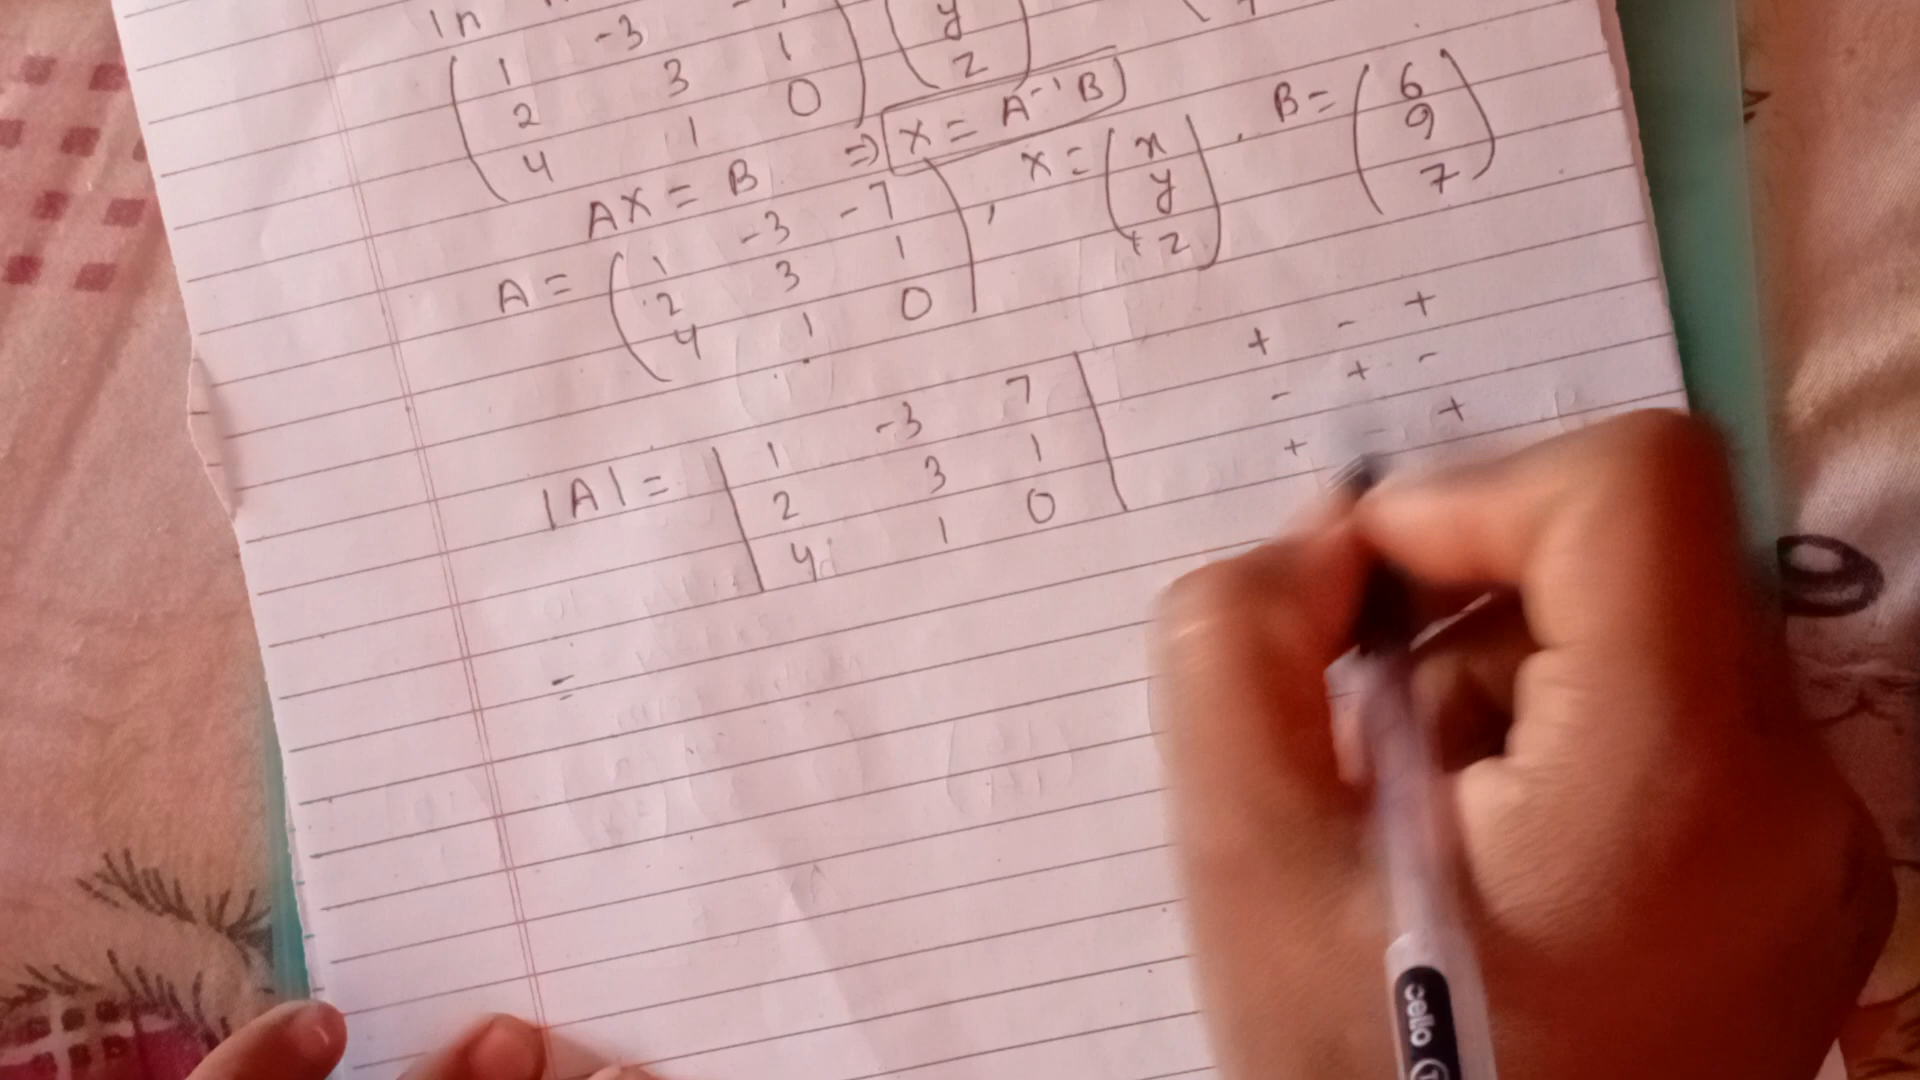 In
1 -3 -7 y
2 3 1 z
4 1 0
AX = B ⇒ X = A⁻¹B
A = ( 1 -3 -7 ; 2 3 1 ; 4 1 0 ) , X = ( x ; y ; z ) , B = ( 6 ; 9 ; 7 )
|A| = | 1 -3 7 |
| 2 3 1 |
| 4 1 0 |
+ - +
- + -
+ - +
=
cello